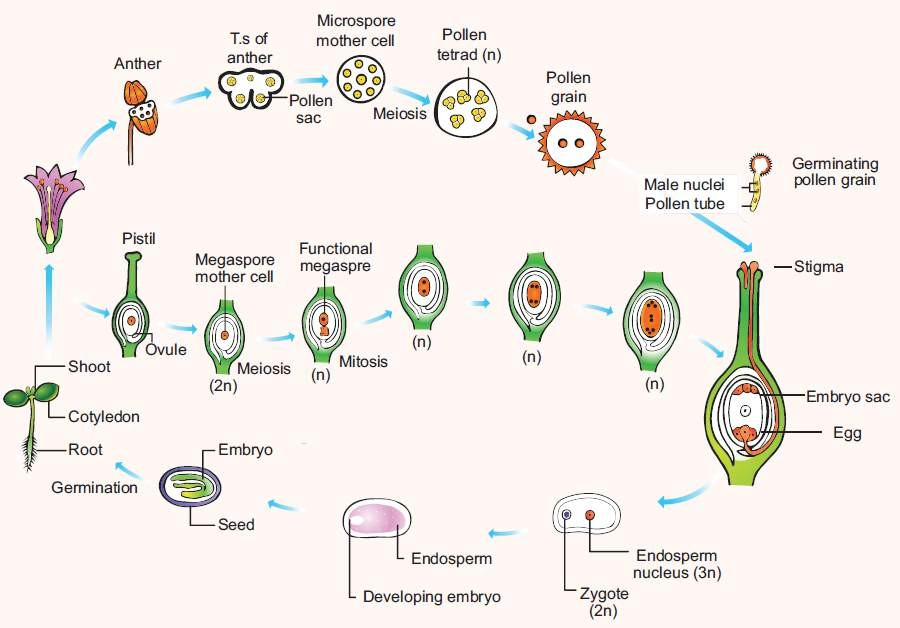 Anther
T.s of
anther
Pollen
sac
Microspore
mother cell
Meiosis
Pollen
tetrad (n)
Pollen
grain
Male nuclei
Pollen tube
Germinating
pollen grain
Stigma
Pistil
Ovule
Megaspore
mother cell
(2n)
Meiosis
Functional
megaspre
(n)
Mitosis
(n)
(n)
(n)
Embryo sac
Egg
Shoot
Cotyledon
Root
Germination
Embryo
Seed
Endosperm
Developing embryo
Endosperm
nucleus (3n)
Zygote
(2n)